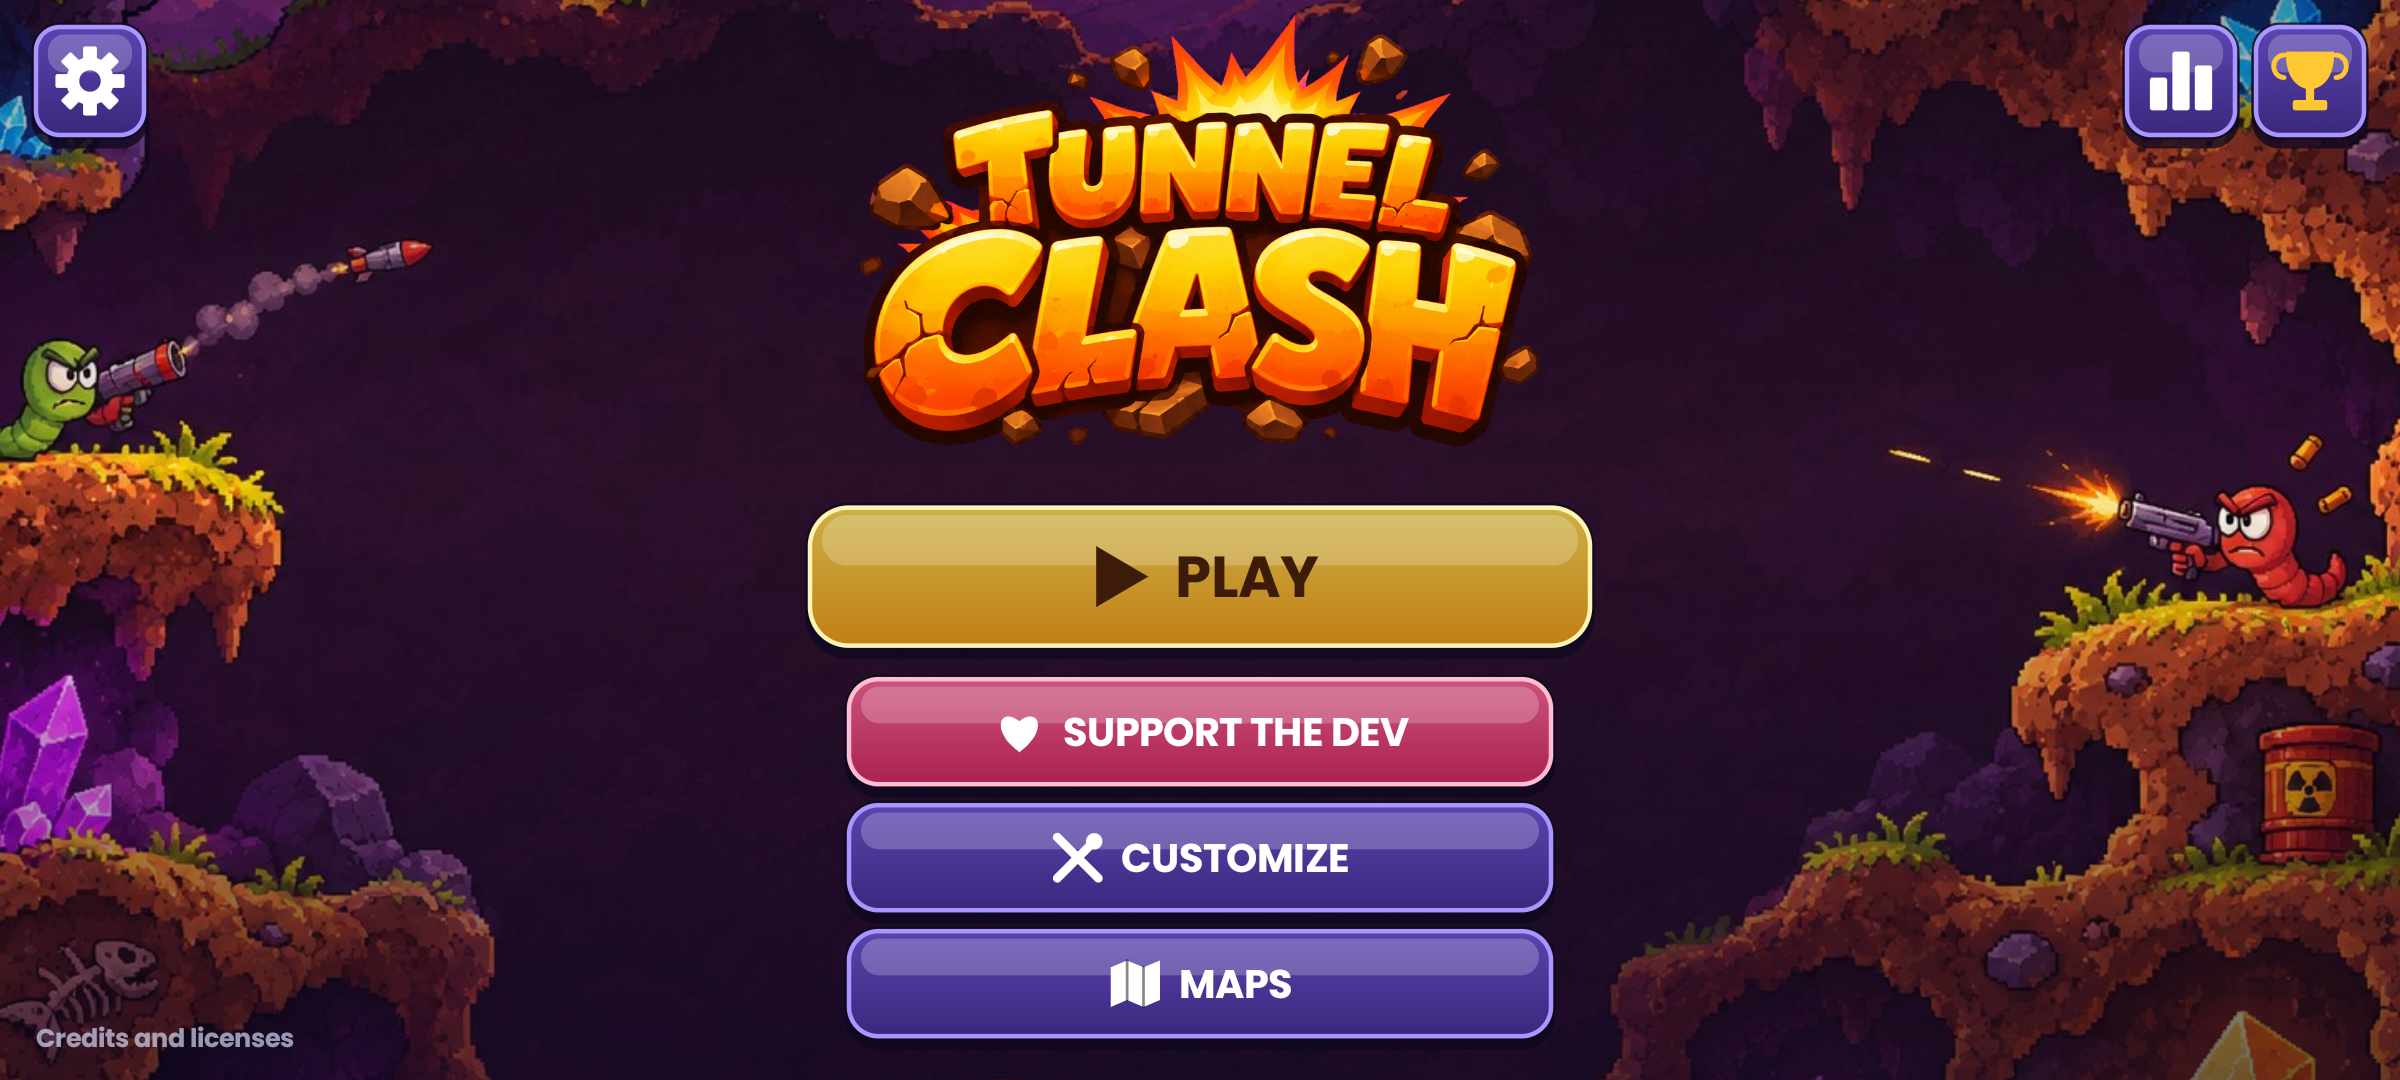 TUNNEL
CLASH
PLAY
SUPPORT THE DEV
CUSTOMIZE
MAPS
Credits and licenses